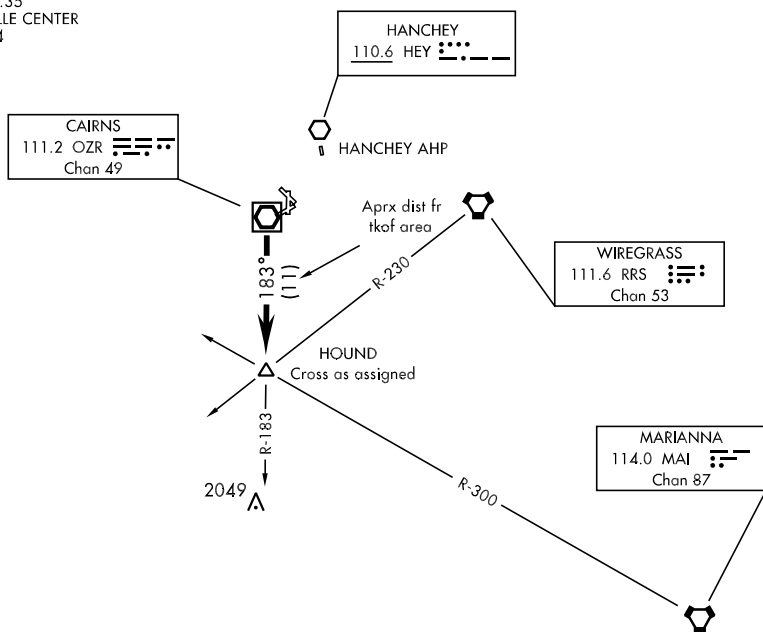 .35
LLE CENTER
4
HANCHEY
110.6 HEY
CAIRNS
111.2 OZR
Chan 49
HANCHEY AHP
Aprx dist fr
tkof area
WIREGRASS
111.6 RRS
Chan 53
183°
(11)
R-230
HOUND
Cross as assigned
R-183
MARIANNA
114.0 MAI
Chan 87
2049
R-300